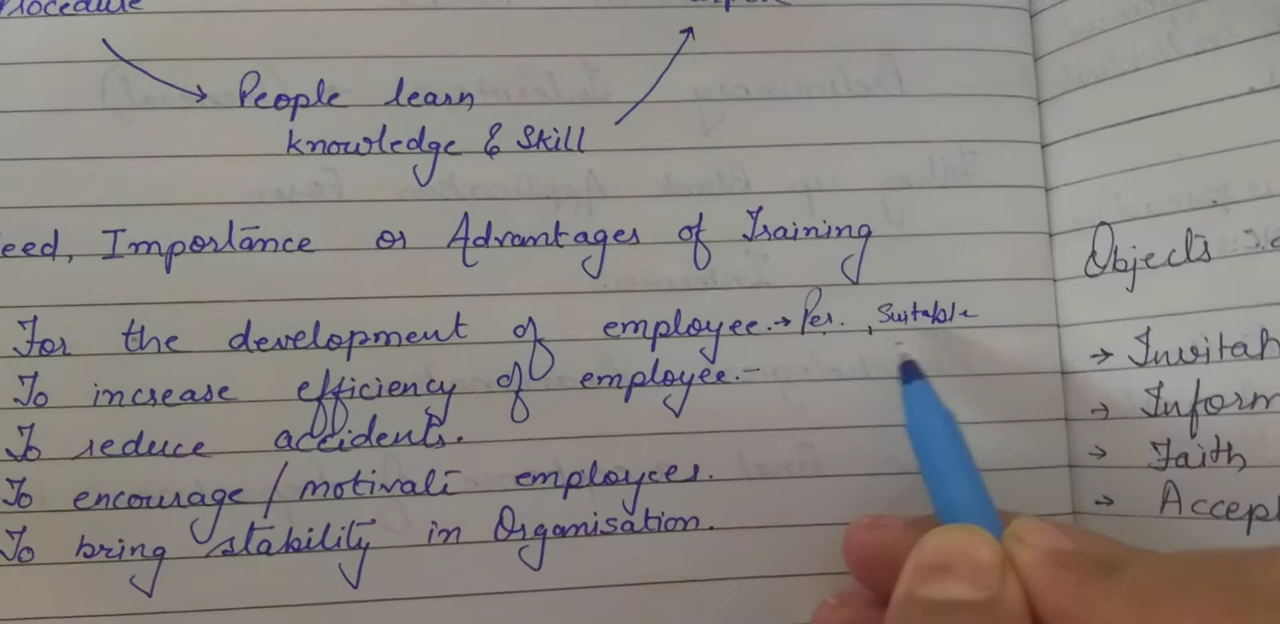 Procedure
People learn
knowledge & Skill
eed, Importance or Advantages of Training
For the development of employee. → Per. , Suitable
To increase efficiency of employee. -
To reduce accidents.
To encourage / motivate employees.
To bring stability in Organisation.
Objects
→ Invitat
→ Inform
→ Faith
→ Accept